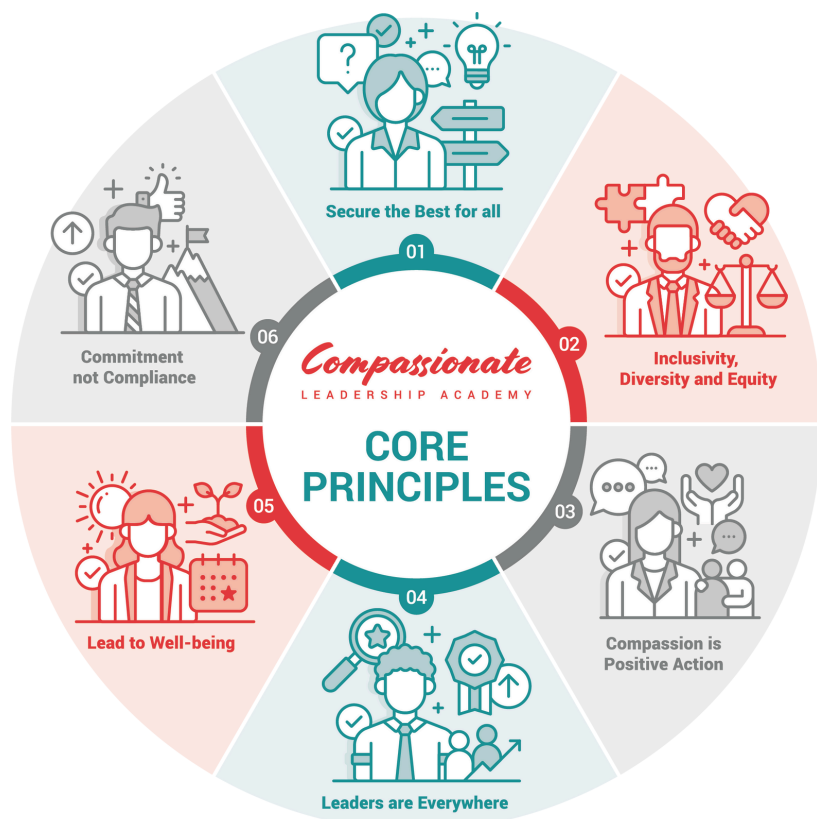 Compassionate
LEADERSHIP ACADEMY
CORE
PRINCIPLES
?
Secure the Best for all
01
02
Inclusivity,
Diversity and Equity
03
Compassion is
Positive Action
04
Leaders are Everywhere
05
Lead to Well-being
06
Commitment
not Compliance